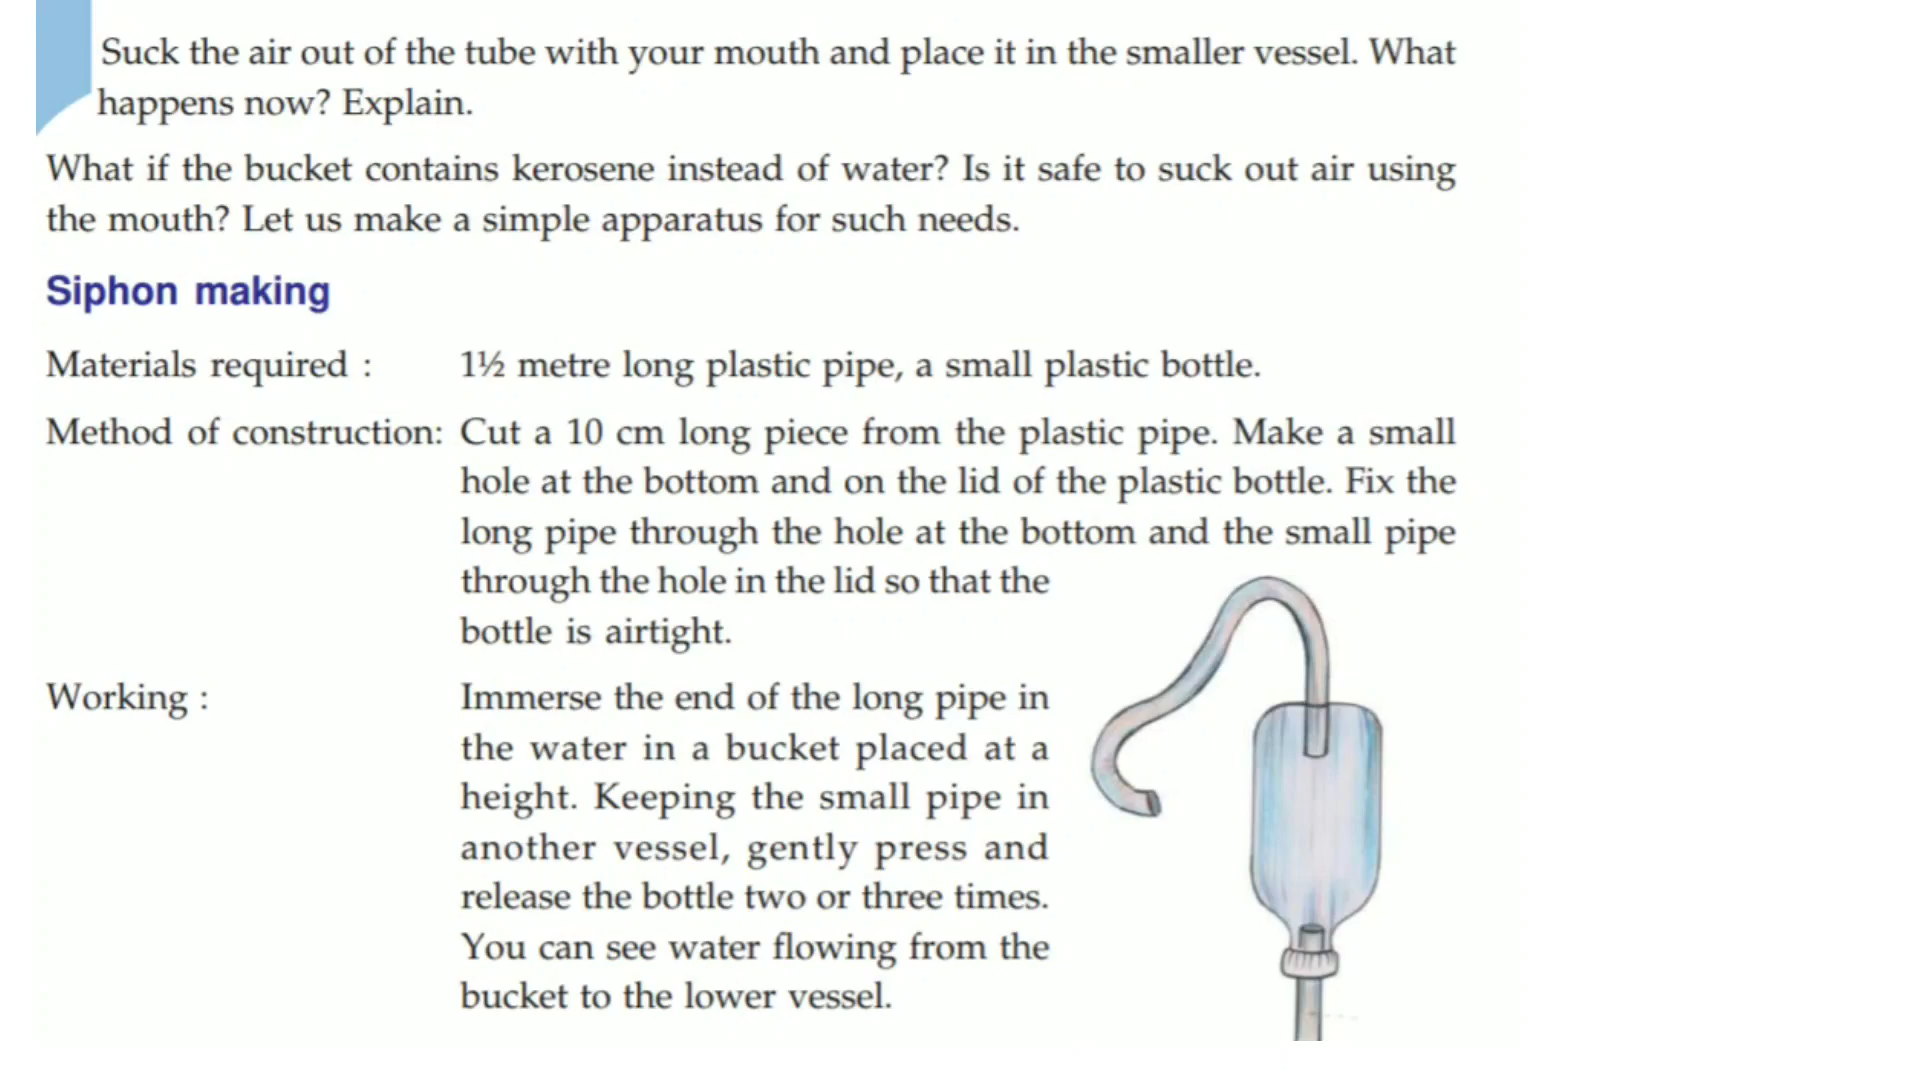 Suck the air out of the tube with your mouth and place it in the smaller vessel. What
happens now? Explain.
What if the bucket contains kerosene instead of water? Is it safe to suck out air using
the mouth? Let us make a simple apparatus for such needs.
Siphon making
Materials required : 1½ metre long plastic pipe, a small plastic bottle.
Method of construction: Cut a 10 cm long piece from the plastic pipe. Make a small
hole at the bottom and on the lid of the plastic bottle. Fix the
long pipe through the hole at the bottom and the small pipe
through the hole in the lid so that the
bottle is airtight.
Working : Immerse the end of the long pipe in
the water in a bucket placed at a
height. Keeping the small pipe in
another vessel, gently press and
release the bottle two or three times.
You can see water flowing from the
bucket to the lower vessel.